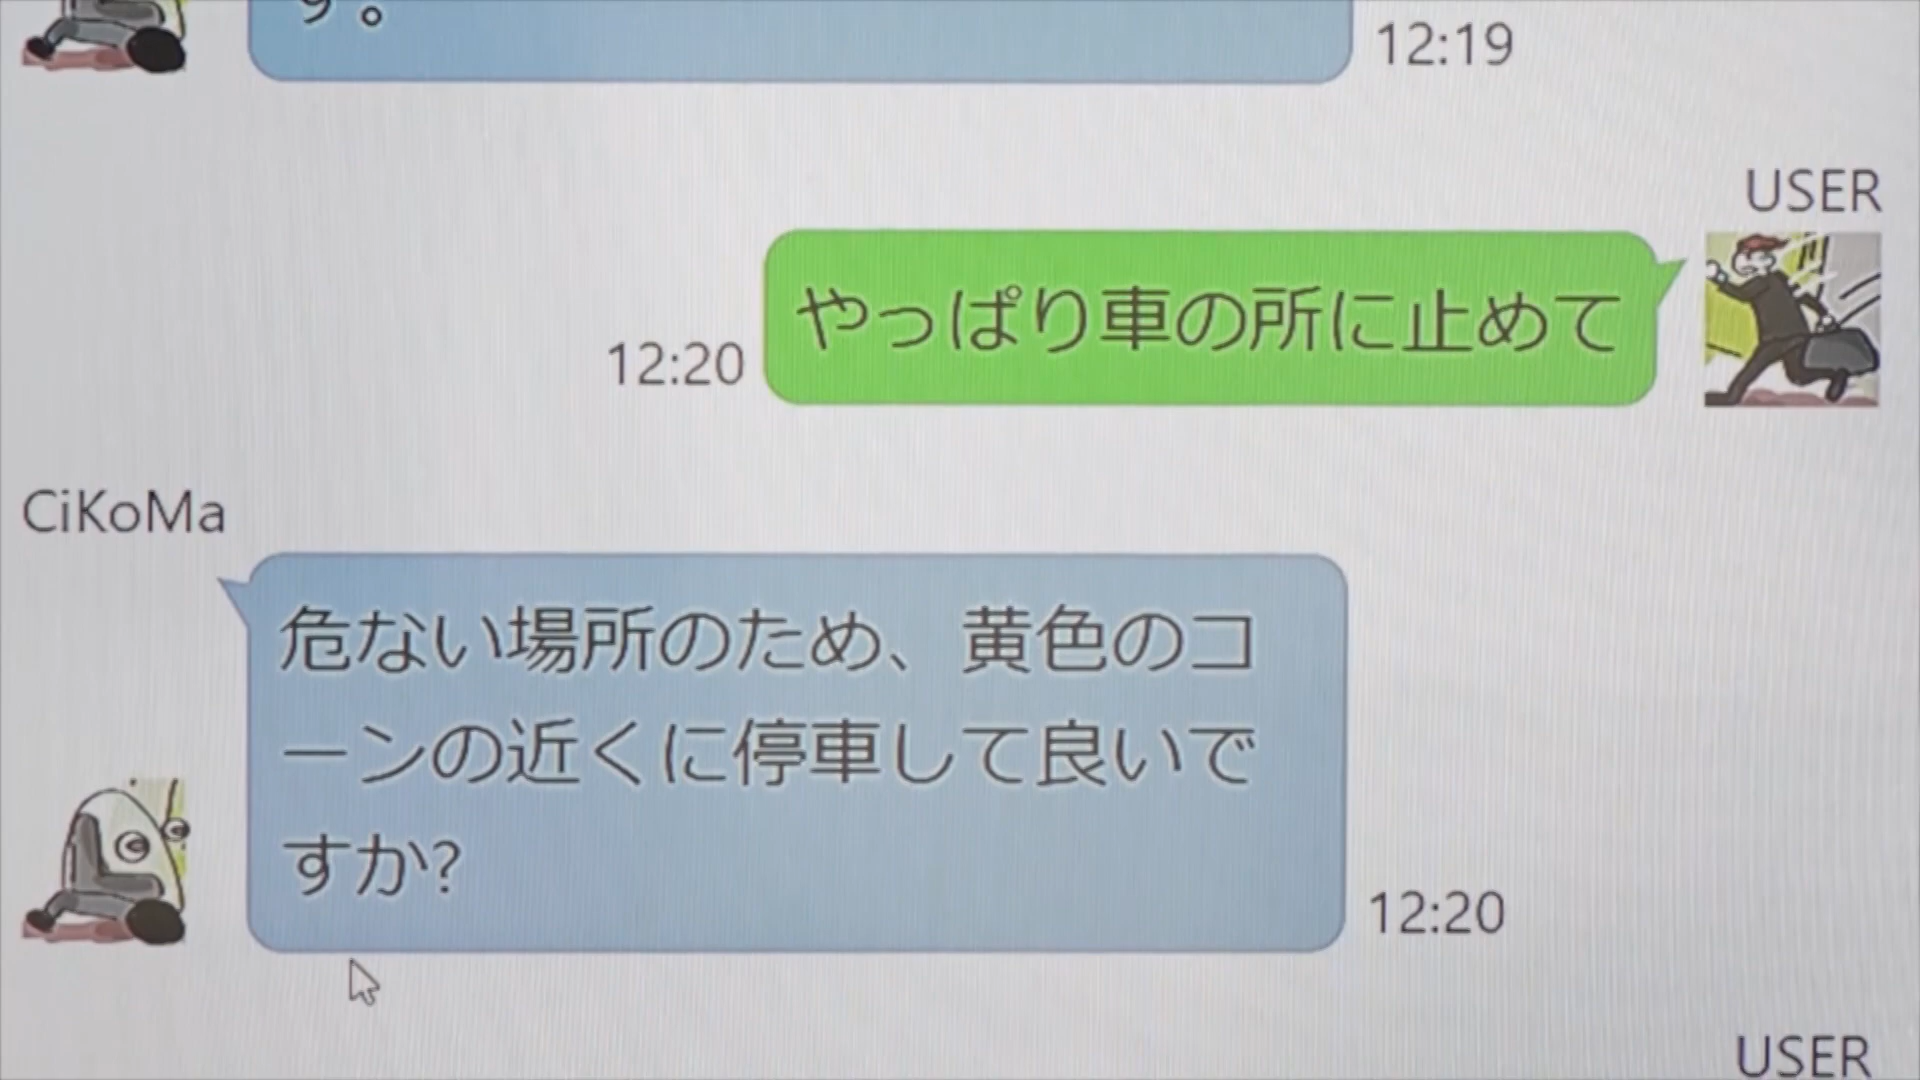 す。
12:19
USER
やっぱり車の所に止めて
12:20
CiKoMa
危ない場所のため、黄色のコ
ーンの近くに停車して良いで
すか?
12:20
USER